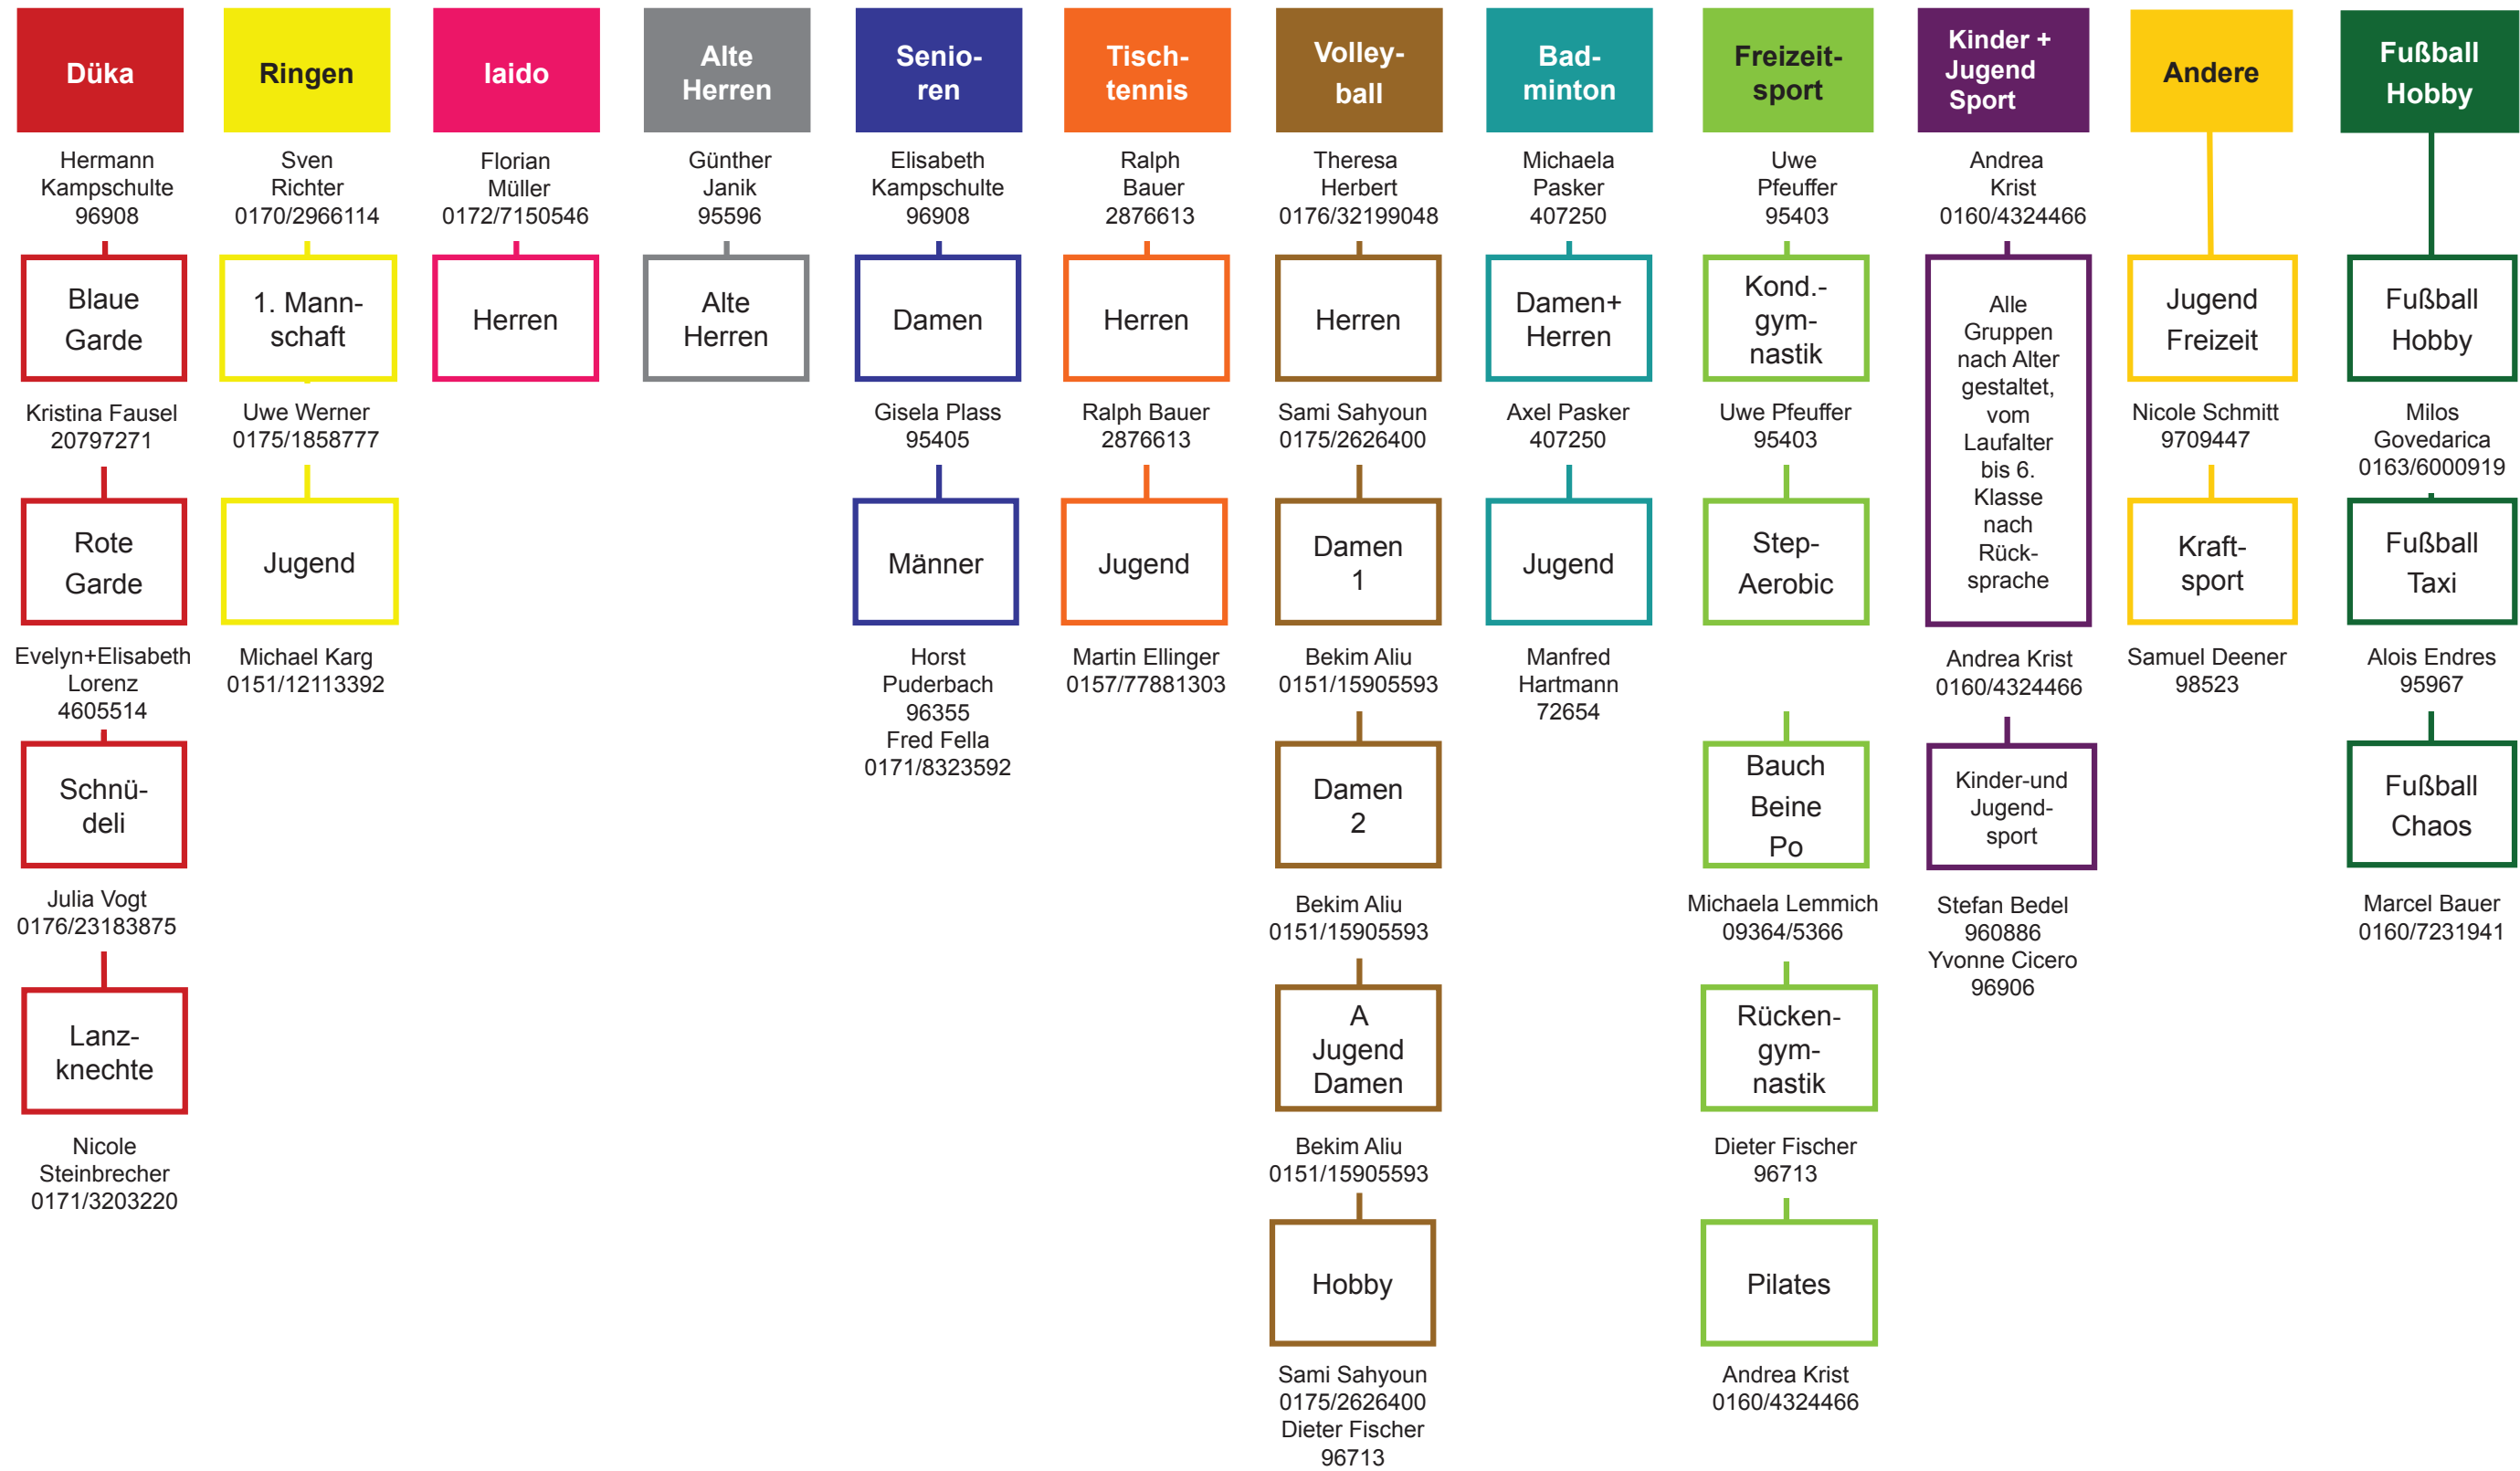 Düka
Hermann
Kampschulte
96908
Blaue
Garde
Kristina Fausel
20797271
Rote
Garde
Evelyn+Elisabeth
Lorenz
4605514
Schnü-
deli
Julia Vogt
0176/23183875
Lanz-
knechte
Nicole
Steinbrecher
0171/3203220
Ringen
Sven
Richter
0170/2966114
1. Mann-
schaft
Uwe Werner
0175/1858777
Jugend
Michael Karg
0151/12113392
Iaido
Florian
Müller
0172/7150546
Herren
Alte
Herren
Günther
Janik
95596
Alte
Herren
Senio-
ren
Elisabeth
Kampschulte
96908
Damen
Gisela Plass
95405
Männer
Horst
Puderbach
96355
Fred Fella
0171/8323592
Tisch-
tennis
Ralph
Bauer
2876613
Herren
Ralph Bauer
2876613
Jugend
Martin Ellinger
0157/77881303
Volley-
ball
Theresa
Herbert
0176/32199048
Herren
Sami Sahyoun
0175/2626400
Damen
1
Bekim Aliu
0151/15905593
Damen
2
Bekim Aliu
0151/15905593
A
Jugend
Damen
Bekim Aliu
0151/15905593
Hobby
Sami Sahyoun
0175/2626400
Dieter Fischer
96713
Bad-
minton
Michaela
Pasker
407250
Damen+
Herren
Axel Pasker
407250
Jugend
Manfred
Hartmann
72654
Freizeit-
sport
Uwe
Pfeuffer
95403
Kond.-
gym-
nastik
Uwe Pfeuffer
95403
Step-
Aerobic
Bauch
Beine
Po
Michaela Lemmich
09364/5366
Rücken-
gym-
nastik
Dieter Fischer
96713
Pilates
Andrea Krist
0160/4324466
Kinder +
Jugend
Sport
Andrea
Krist
0160/4324466
Alle
Gruppen
nach Alter
gestaltet,
vom
Laufalter
bis 6.
Klasse
nach
Rück-
sprache
Andrea Krist
0160/4324466
Kinder-und
Jugend-
sport
Stefan Bedel
960886
Yvonne Cicero
96906
Andere
Jugend
Freizeit
Nicole Schmitt
9709447
Kraft-
sport
Samuel Deener
98523
Fußball
Hobby
Fußball
Hobby
Milos
Govedarica
0163/6000919
Fußball
Taxi
Alois Endres
95967
Fußball
Chaos
Marcel Bauer
0160/7231941